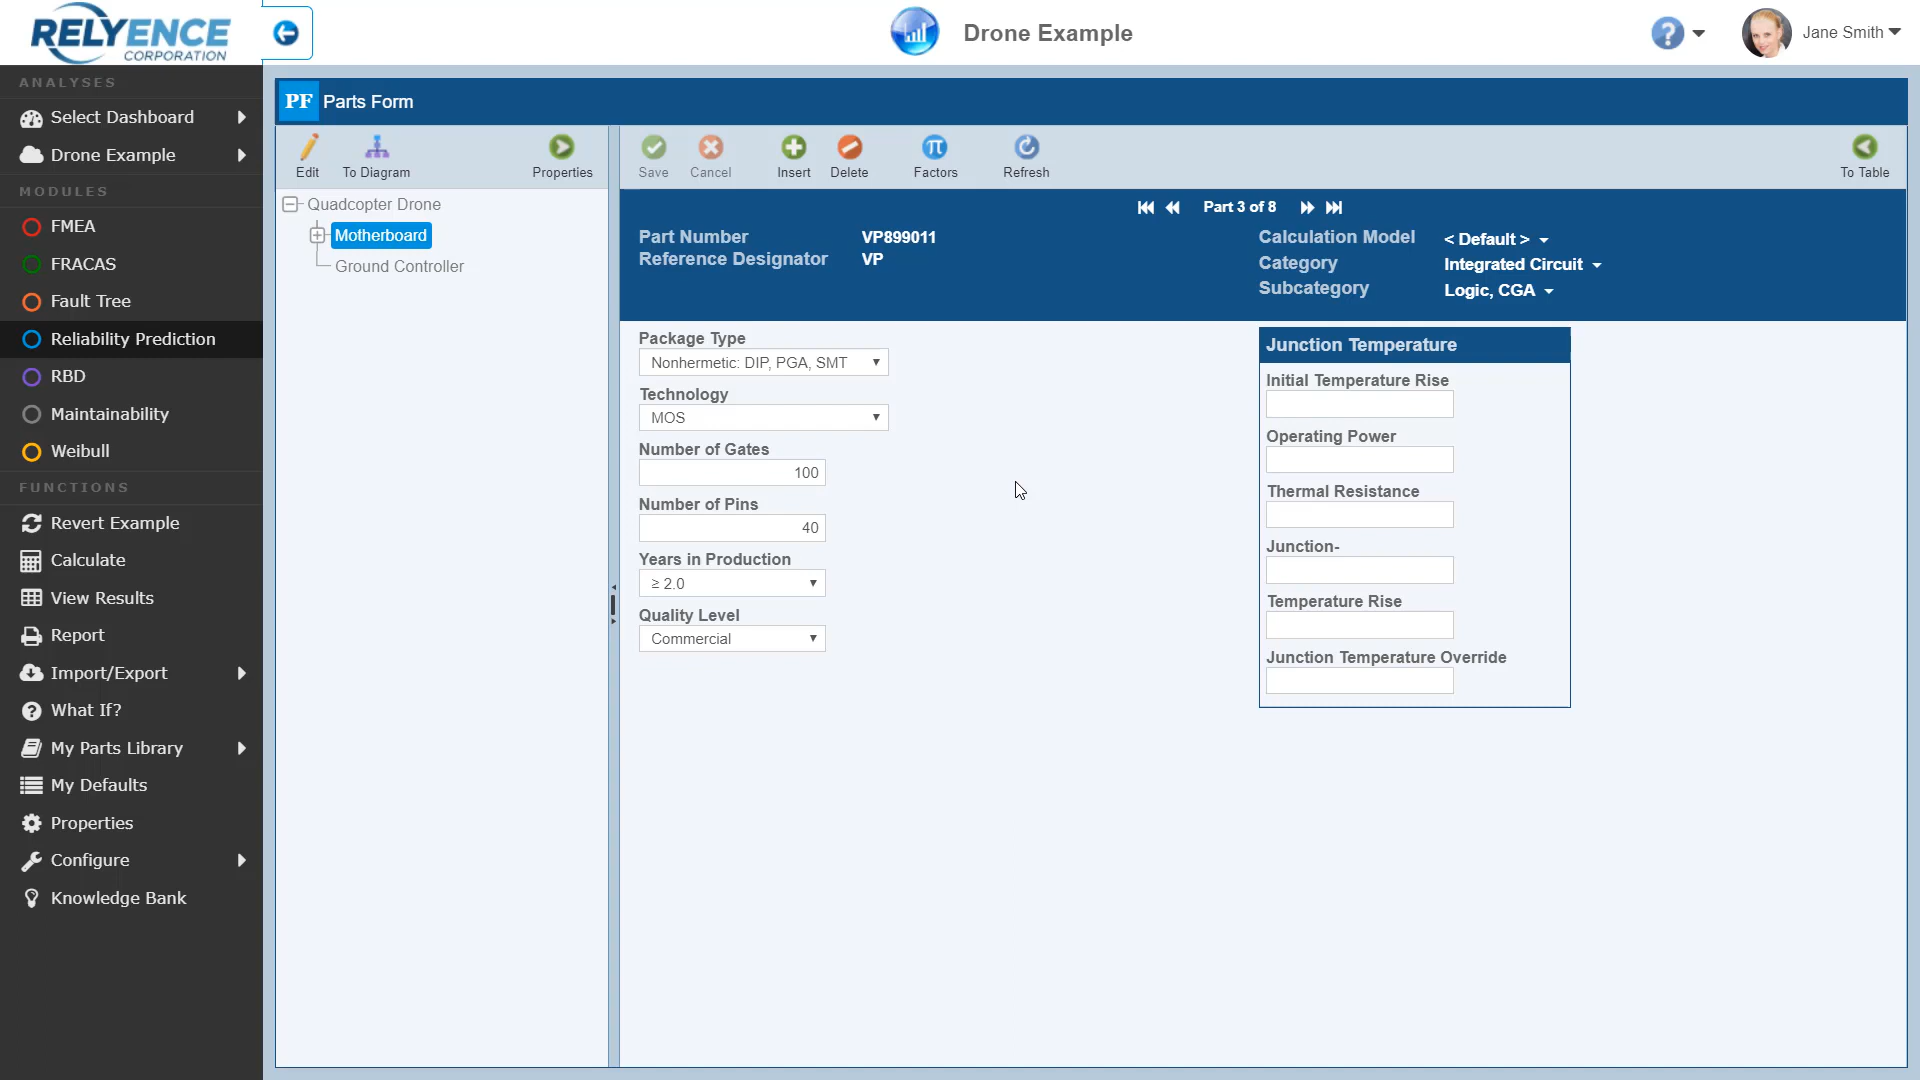 RELYENCE
CORPORATION
Drone Example
?
Jane Smith
ANALYSES
Select Dashboard
Drone Example
MODULES
FMEA
FRACAS
Fault Tree
Reliability Prediction
RBD
Maintainability
Weibull
FUNCTIONS
Revert Example
Calculate
View Results
Report
Import/Export
What If?
My Parts Library
My Defaults
Properties
Configure
Knowledge Bank
PF Parts Form
Edit To Diagram Properties
Save Cancel Insert Delete Factors Refresh To Table
Quadcopter Drone
Motherboard
Ground Controller
Part 3 of 8
Part Number VP899011
Reference Designator VP
Calculation Model < Default >
Category Integrated Circuit
Subcategory Logic, CGA
Package Type
Nonhermetic: DIP, PGA, SMT
Technology
MOS
Number of Gates
100
Number of Pins
40
Years in Production
≥ 2.0
Quality Level
Commercial
Junction Temperature
Initial Temperature Rise
Operating Power
Thermal Resistance
Junction-
Temperature Rise
Junction Temperature Override